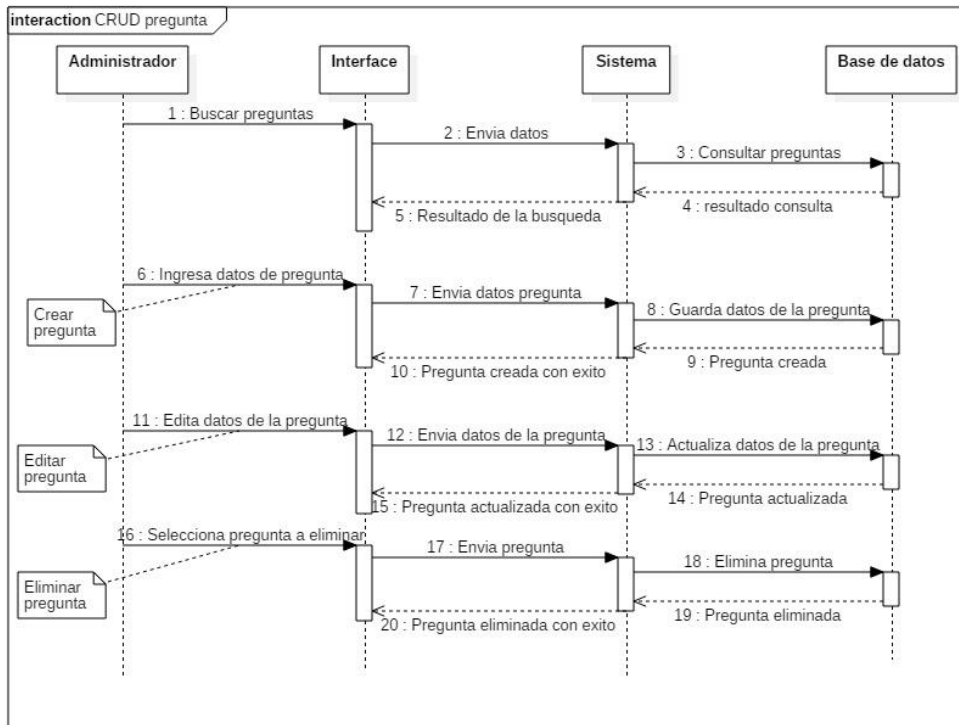 interaction CRUD pregunta
Administrador
Interface
Sistema
Base de datos
1 : Buscar preguntas
2 : Envia datos
3 : Consultar preguntas
4 : resultado consulta
5 : Resultado de la busqueda
6 : Ingresa datos de pregunta
Crear
pregunta
7 : Envia datos pregunta
8 : Guarda datos de la pregunta
9 : Pregunta creada
10 : Pregunta creada con exito
11 : Edita datos de la pregunta
Editar
pregunta
12 : Envia datos de la pregunta
13 : Actualiza datos de la pregunta
14 : Pregunta actualizada
15 : Pregunta actualizada con exito
16 : Selecciona pregunta a eliminar
Eliminar
pregunta
17 : Envia pregunta
18 : Elimina pregunta
19 : Pregunta eliminada
20 : Pregunta eliminada con exito